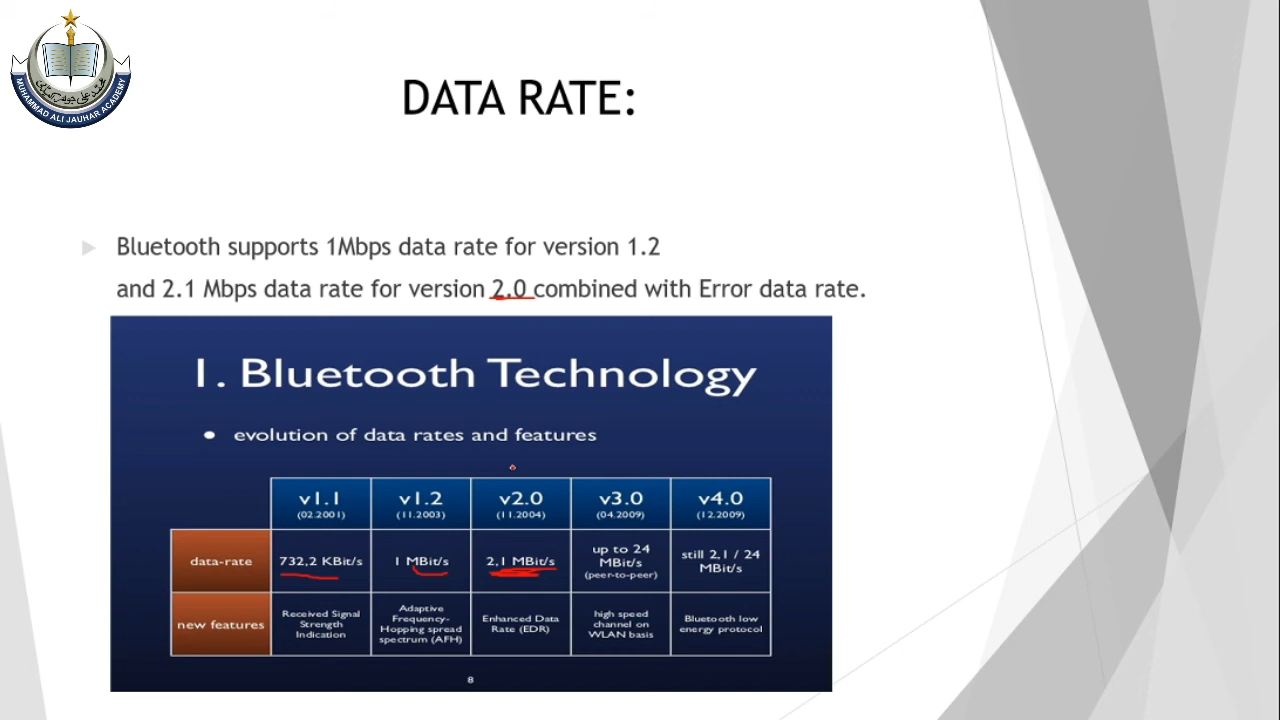 MUHAMMAD ALI JAUHAR ACADEMY
DATA RATE:
Bluetooth supports 1Mbps data rate for version 1.2
and 2.1 Mbps data rate for version 2.0 combined with Error data rate.
1. Bluetooth Technology
evolution of data rates and features
v1.1 v1.2 v2.0 v3.0 v4.0
(02.2001) (11.2003) (11.2004) (04.2009) (12.2009)
data-rate
732,2 KBit/s
1 MBit/s
2,1 MBit/s
up to 24
MBit/s
(peer-to-peer)
still 2,1 / 24
MBit/s
new features
Received Signal
Strength
Indication
Adaptive
Frequency-
Hopping spread
spectrum (AFH)
Enhanced Data
Rate (EDR)
high speed
channel on
WLAN basis
Bluetooth low
energy protocol
8